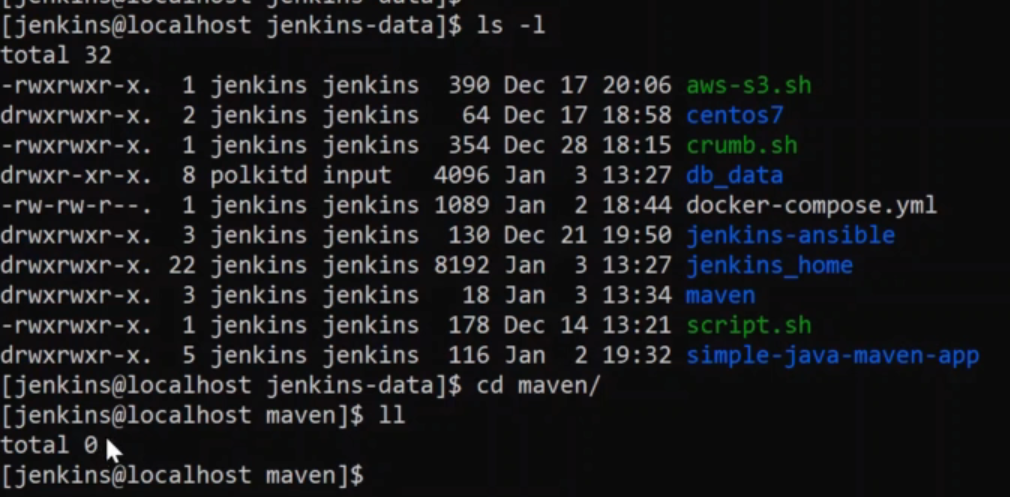 [jenkins@localhost jenkins-data]$
[jenkins@localhost jenkins-data]$ ls -l
total 32
-rwxrwxr-x. 1 jenkins jenkins 390 Dec 17 20:06 aws-s3.sh
drwxrwxr-x. 2 jenkins jenkins 64 Dec 17 18:58 centos7
-rwxrwxr-x. 1 jenkins jenkins 354 Dec 28 18:15 crumb.sh
drwxr-xr-x. 8 polkitd input 4096 Jan 3 13:27 db_data
-rw-rw-r--. 1 jenkins jenkins 1089 Jan 2 18:44 docker-compose.yml
drwxrwxr-x. 3 jenkins jenkins 130 Dec 21 19:50 jenkins-ansible
drwxrwxr-x. 22 jenkins jenkins 8192 Jan 3 13:27 jenkins_home
drwxrwxr-x. 3 jenkins jenkins 18 Jan 3 13:34 maven
-rwxrwxr-x. 1 jenkins jenkins 178 Dec 14 13:21 script.sh
drwxrwxr-x. 5 jenkins jenkins 116 Jan 2 19:32 simple-java-maven-app
[jenkins@localhost jenkins-data]$ cd maven/
[jenkins@localhost maven]$ ll
total 0
[jenkins@localhost maven]$